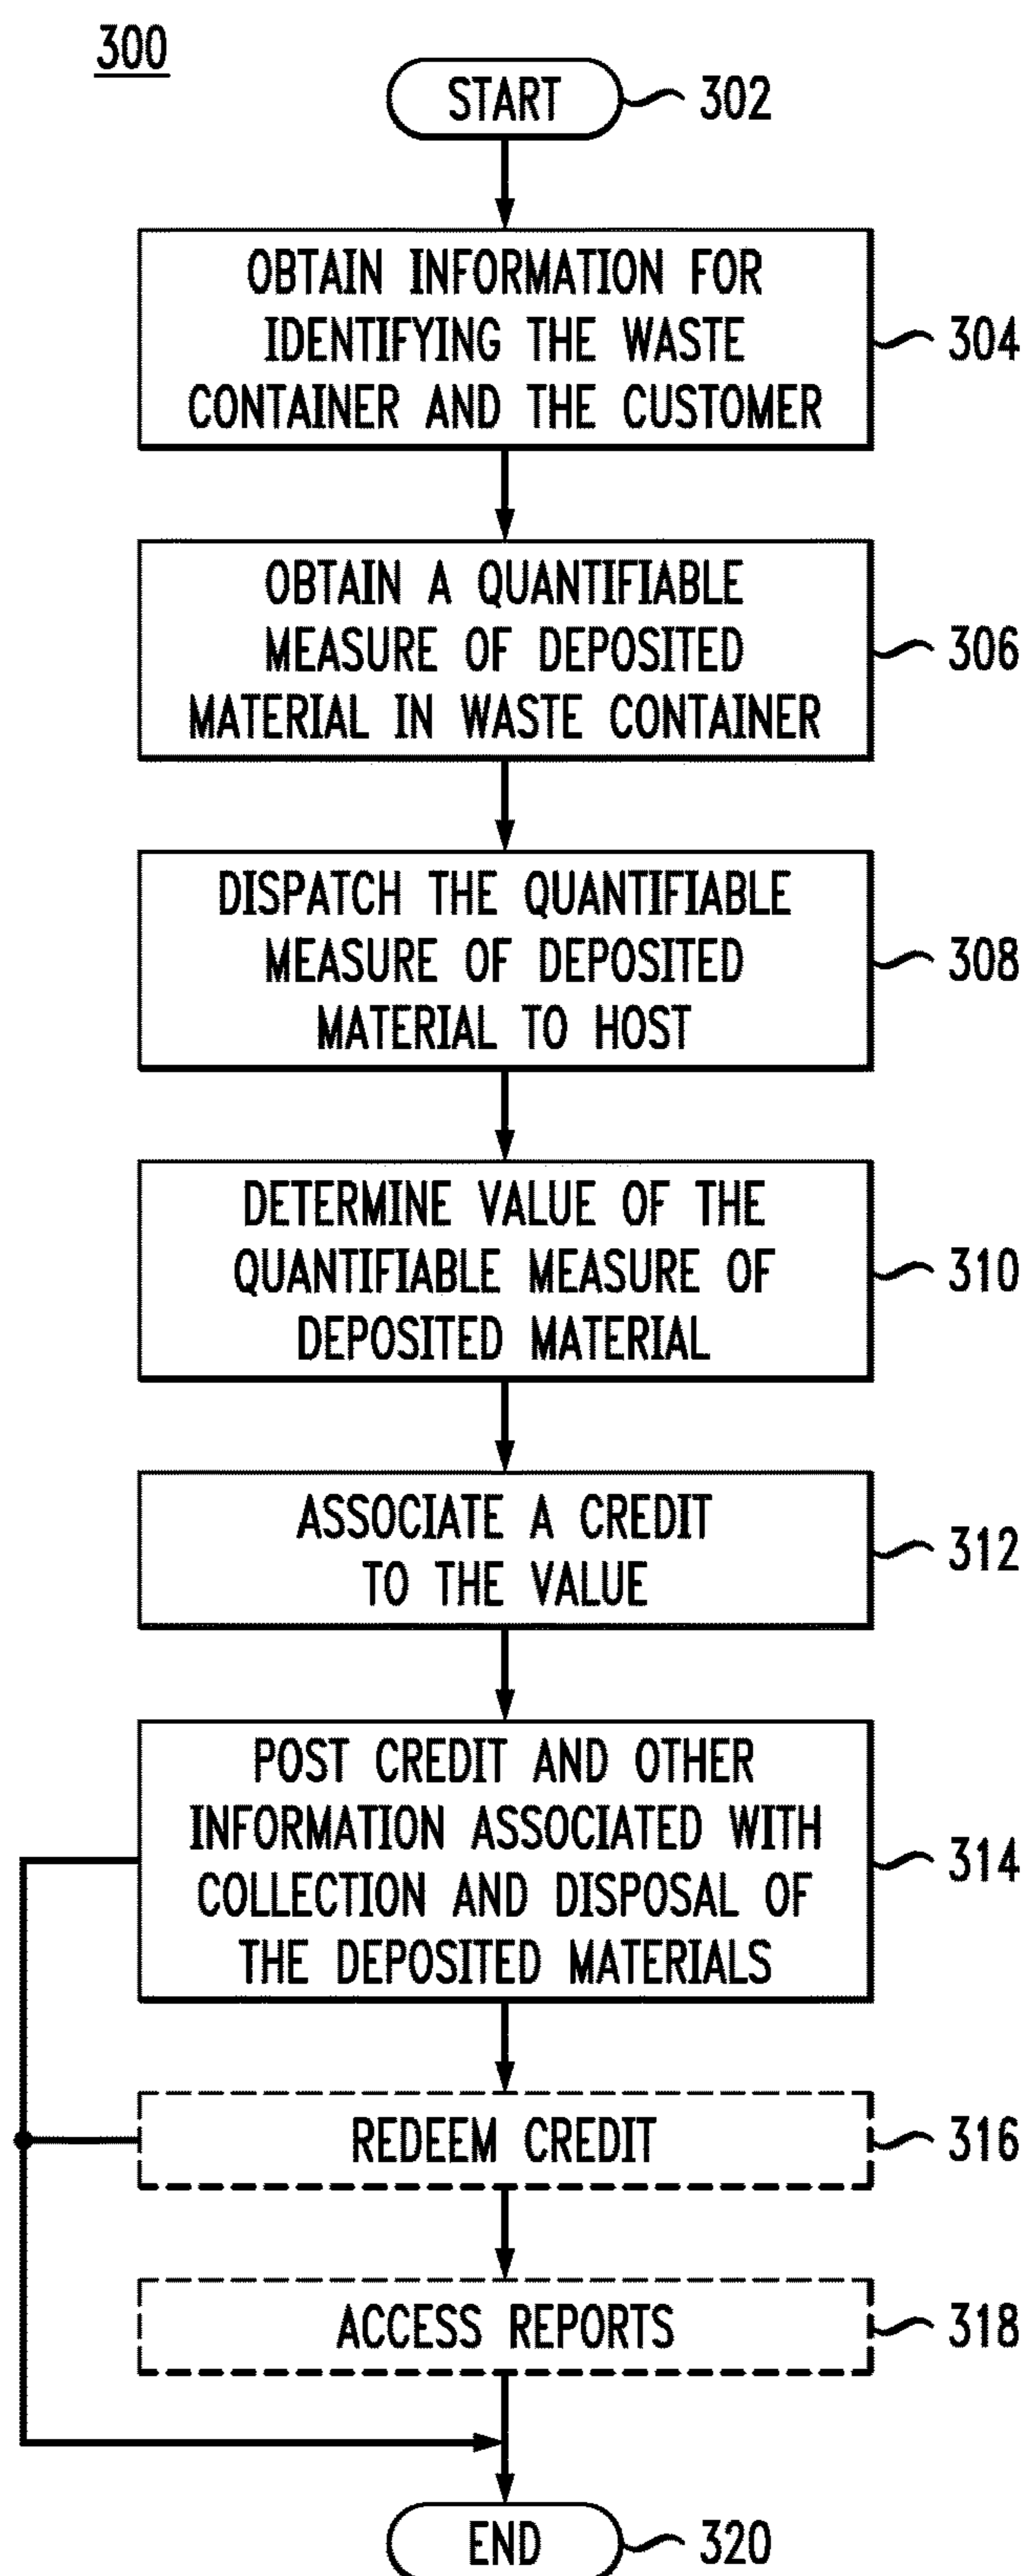 300
START
302
OBTAIN INFORMATION FOR
IDENTIFYING THE WASTE
CONTAINER AND THE CUSTOMER
304
OBTAIN A QUANTIFIABLE
MEASURE OF DEPOSITED
MATERIAL IN WASTE CONTAINER
306
DISPATCH THE QUANTIFIABLE
MEASURE OF DEPOSITED
MATERIAL TO HOST
308
DETERMINE VALUE OF THE
QUANTIFIABLE MEASURE OF
DEPOSITED MATERIAL
310
ASSOCIATE A CREDIT
TO THE VALUE
312
POST CREDIT AND OTHER
INFORMATION ASSOCIATED WITH
COLLECTION AND DISPOSAL OF
THE DEPOSITED MATERIALS
314
REDEEM CREDIT
316
ACCESS REPORTS
318
END
320